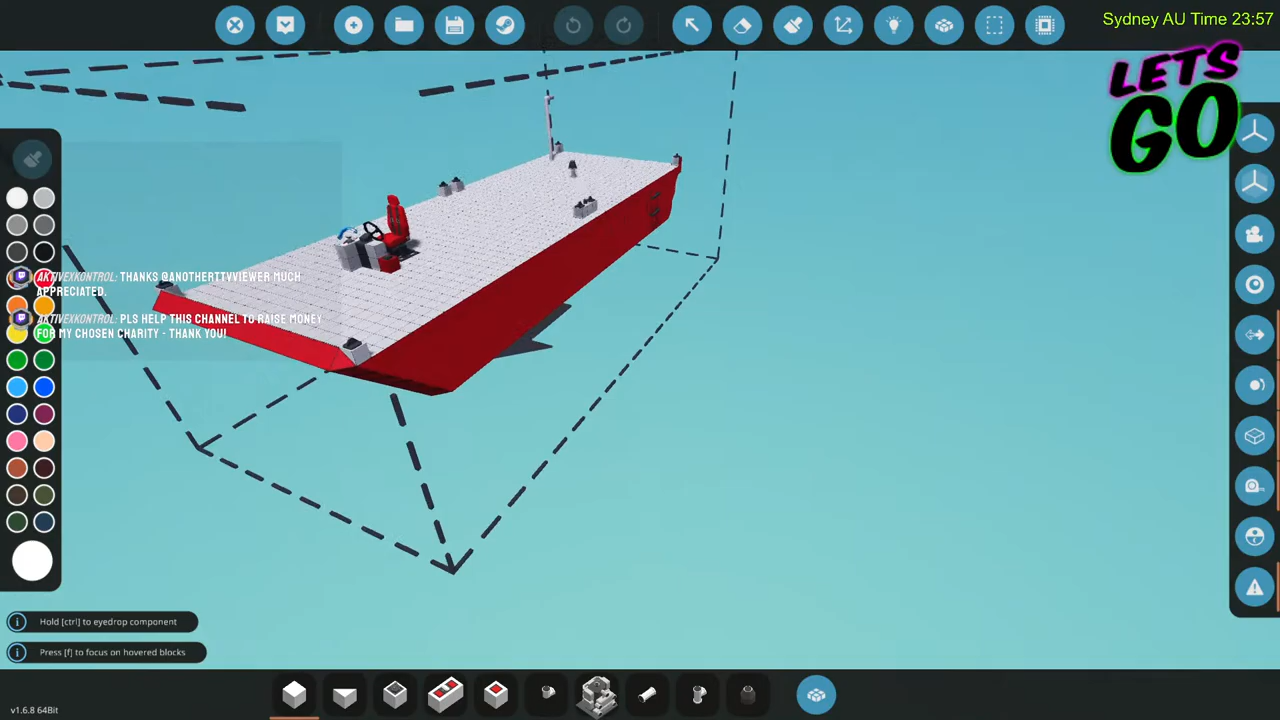 Sydney AU Time 23:57
LETS
GO
AKTIVEXKONTROL: THANKS @ANOTHERTTVVIEWER MUCH
APPRECIATED.
AKTIVEXKONTROL: PLS HELP THIS CHANNEL TO RAISE MONEY
FOR MY CHOSEN CHARITY - THANK YOU!
Hold [ctrl] to eyedrop component
Press [f] to focus on hovered blocks
v1.6.8 64Bit